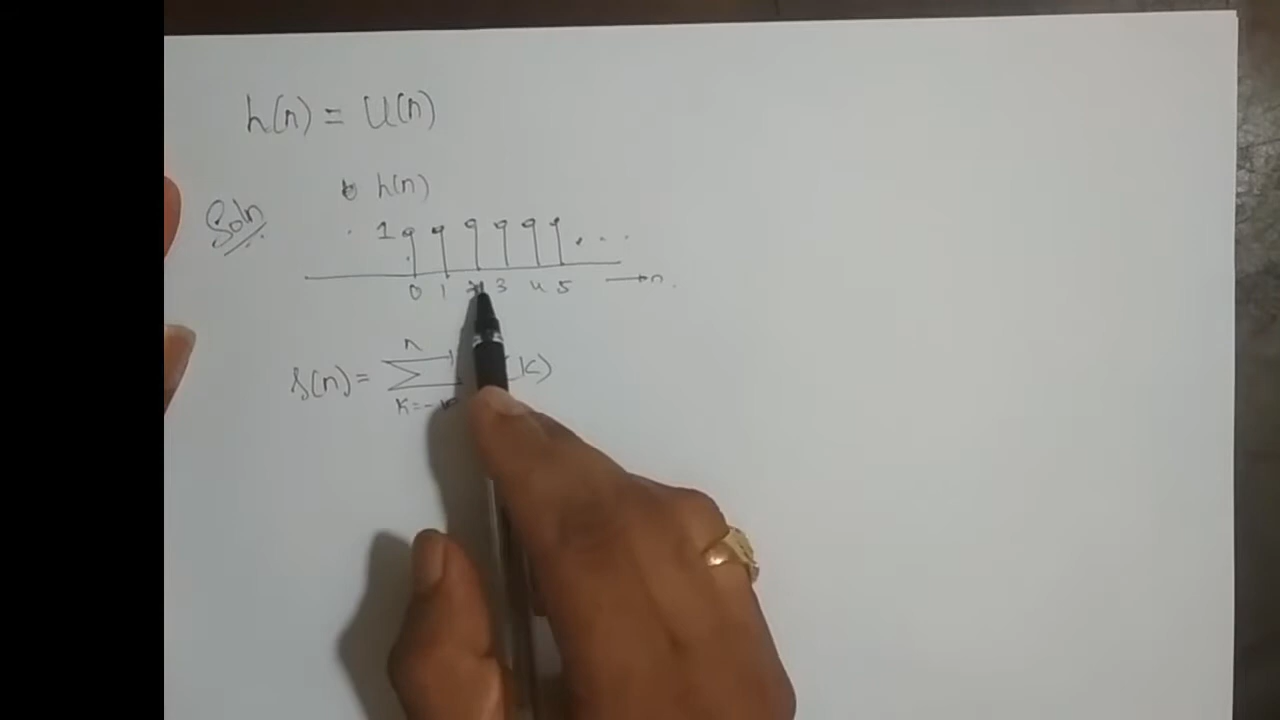 h(n) = U(n)
Soln
h(n)
1 ...
0 1 3 4 5 → n
s(n) = Σ (k)
n
k=-